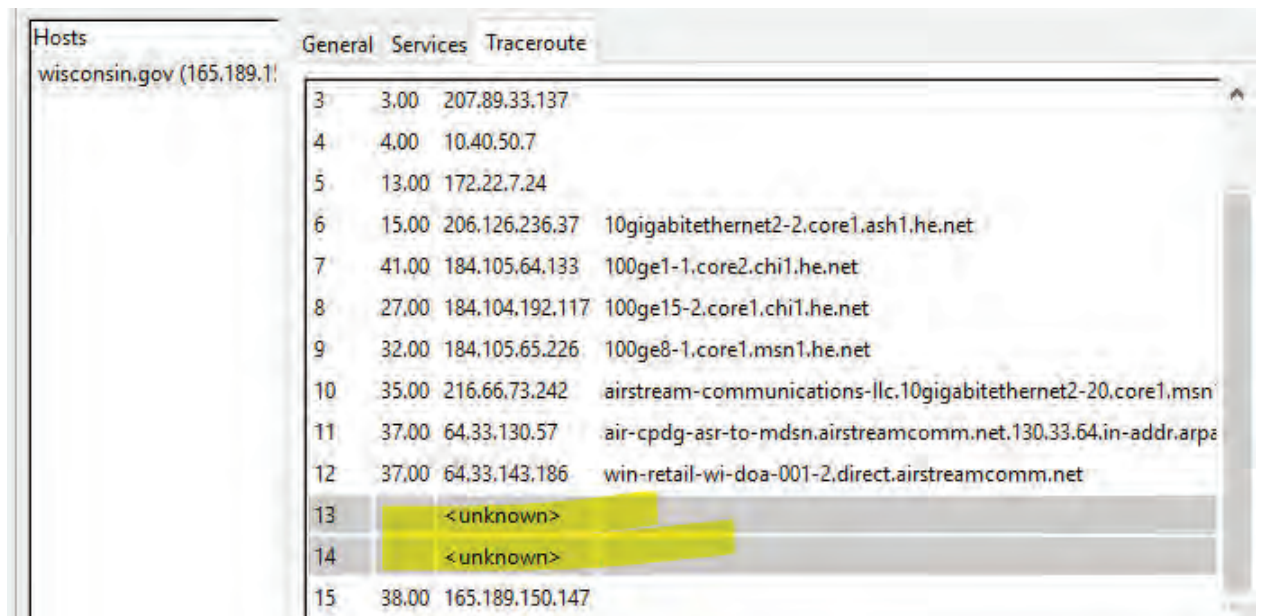 Hosts
wisconsin.gov (165.189.1
General Services Traceroute
3 3.00 207.89.33.137
4 4.00 10.40.50.7
5 13.00 172.22.7.24
6 15.00 206.126.236.37 10gigabitethernet2-2.core1.ash1.he.net
7 41.00 184.105.64.133 100ge1-1.core2.chi1.he.net
8 27.00 184.104.192.117 100ge15-2.core1.chi1.he.net
9 32.00 184.105.65.226 100ge8-1.core1.msn1.he.net
10 35.00 216.66.73.242 airstream-communications-llc.10gigabitethernet2-20.core1.msn
11 37.00 64.33.130.57 air-cpdg-asr-to-mdsn.airstreamcomm.net.130.33.64.in-addr.arpa
12 37.00 64.33.143.186 win-retail-wi-doa-001-2.direct.airstreamcomm.net
13 <unknown>
14 <unknown>
15 38.00 165.189.150.147